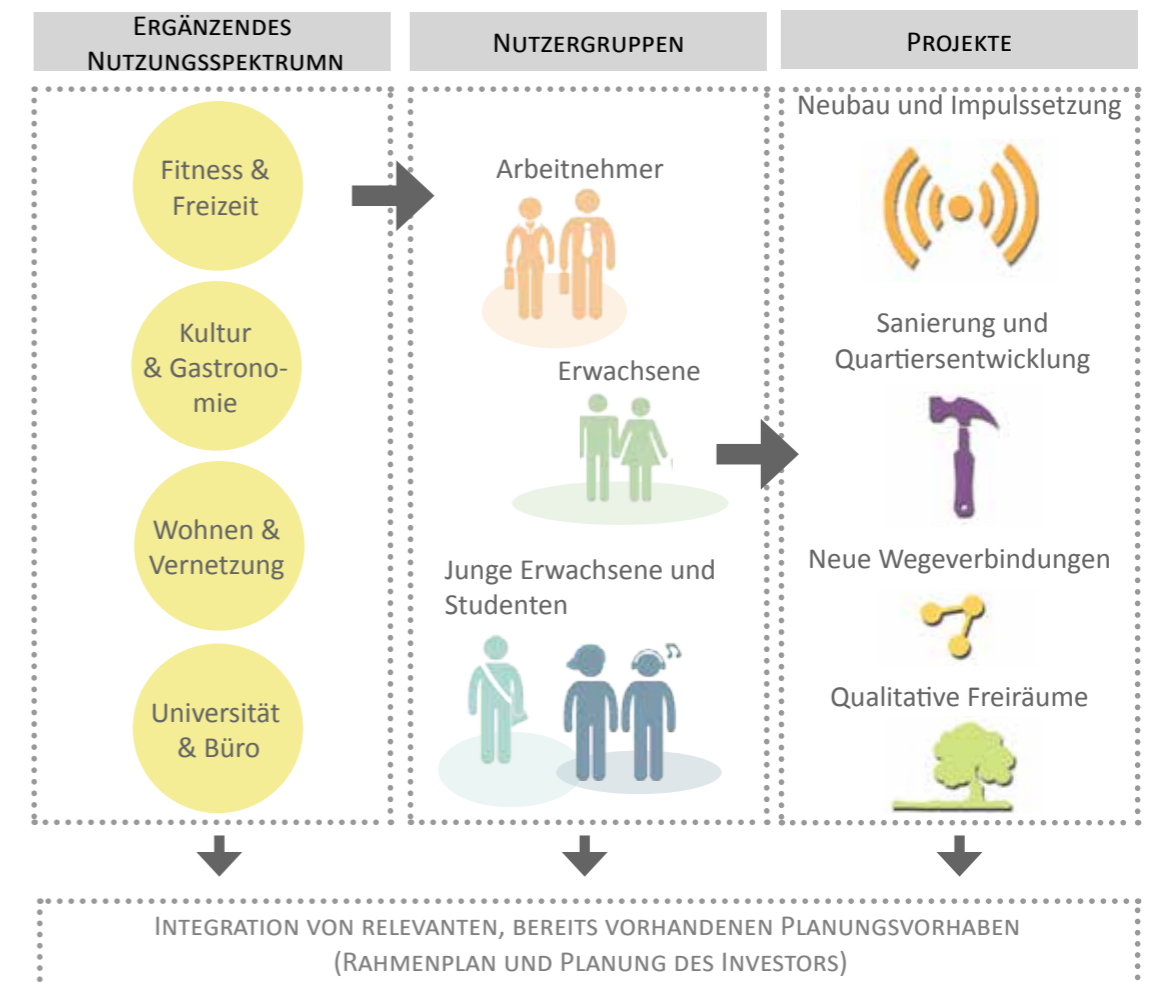 Ergänzendes
Nutzungsspektrumn
Fitness &
Freizeit
Kultur
& Gastrono-
mie
Wohnen &
Vernetzung
Universität
& Büro
Nutzergruppen
Arbeitnehmer
Erwachsene
Junge Erwachsene und
Studenten
Projekte
Neubau und Impulssetzung
Sanierung und
Quartiersentwicklung
Neue Wegeverbindungen
Qualitative Freiräume
Integration von relevanten, bereits vorhandenen Planungsvorhaben
(Rahmenplan und Planung des Investors)